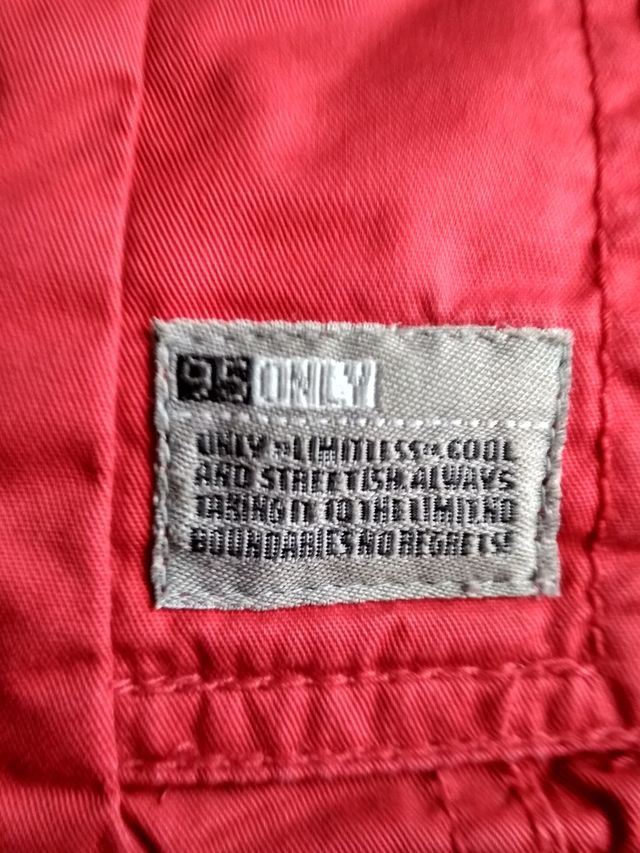 95 ONLY
ONLY »LIMITLESS« COOL
AND STREETISH. ALWAYS
TAKING IT TO THE LIMIT. NO
BOUNDARIES NO REGRETS!